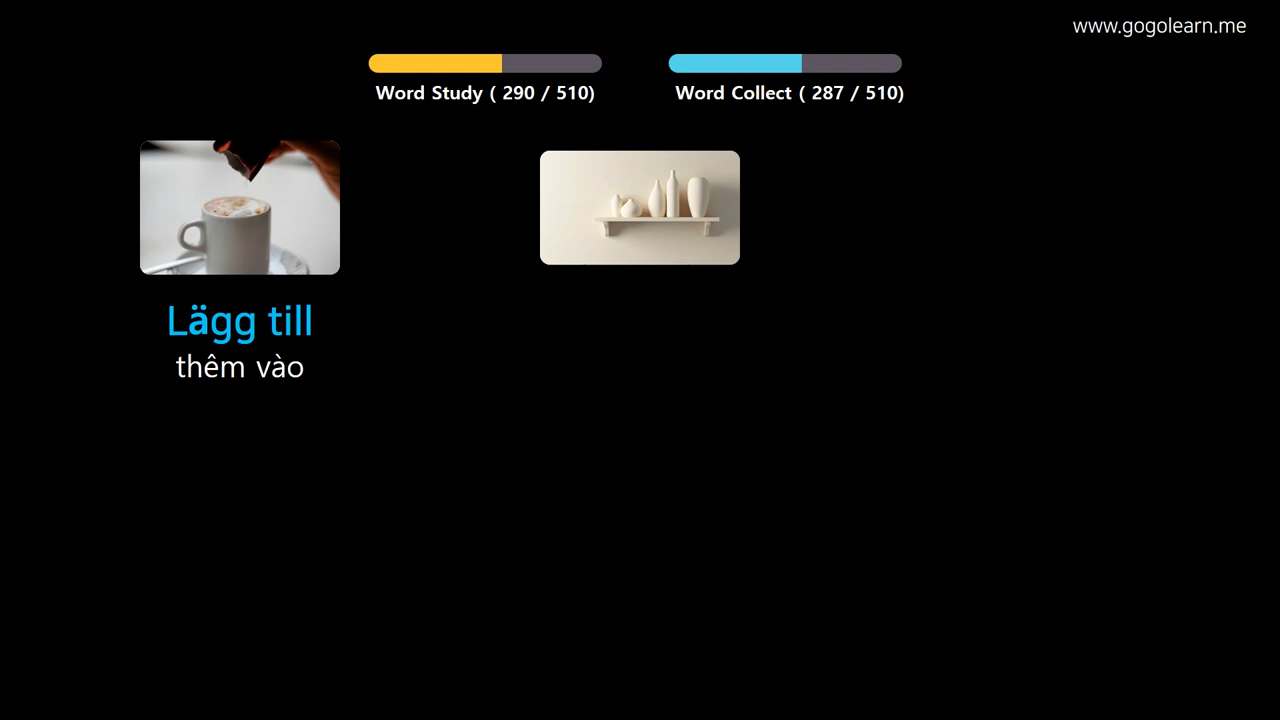 www.gogolearn.me
Word Study ( 290 / 510)
Word Collect ( 287 / 510)
Lägg till
thêm vào